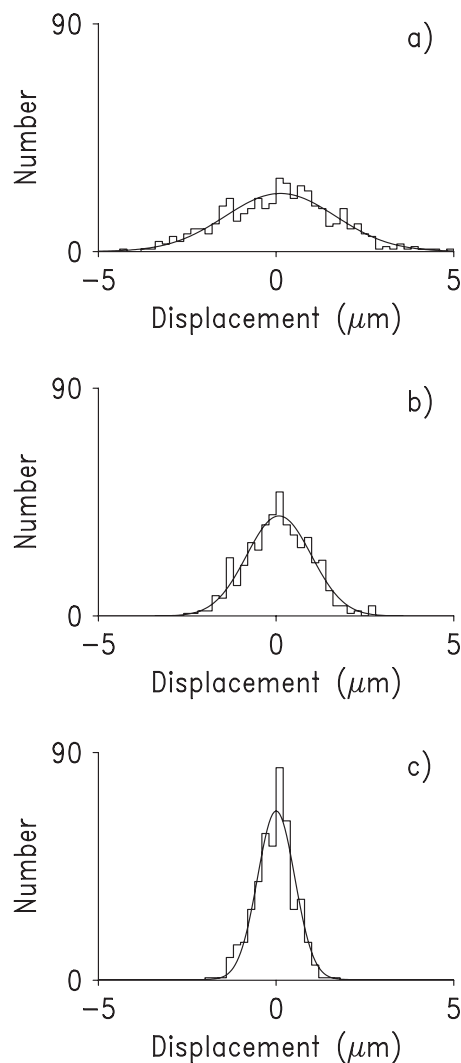 90
a)
Number
0
−5 0 5
Displacement (μm)
90
b)
Number
0
−5 0 5
Displacement (μm)
90
c)
Number
0
−5 0 5
Displacement (μm)